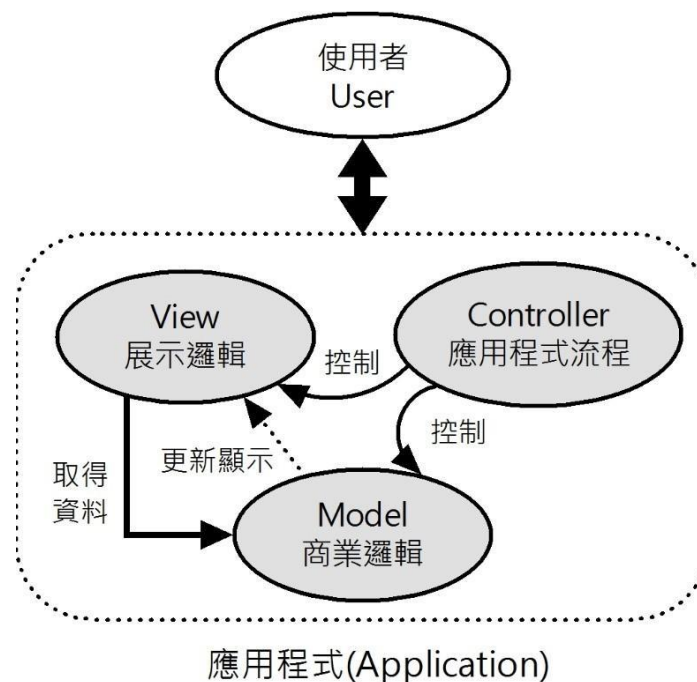 使用者
User
View
展示邏輯
Controller
應用程式流程
控制
控制
更新顯示
取得
資料
Model
商業邏輯
應用程式(Application)